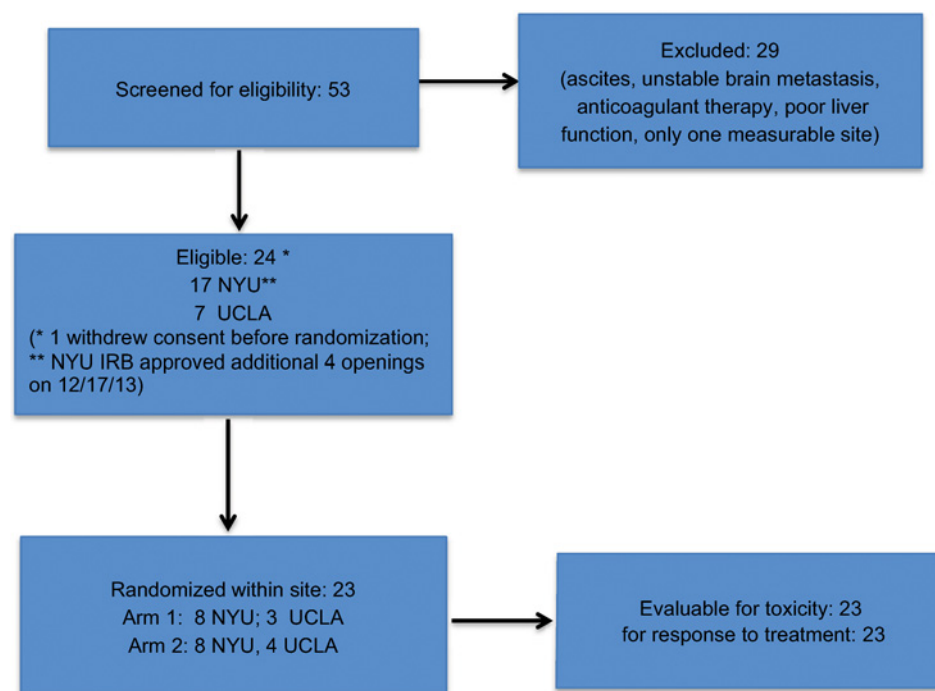 Screened for eligibility: 53
Excluded: 29
(ascites, unstable brain metastasis,
anticoagulant therapy, poor liver
function, only one measurable site)
Eligible: 24 *
17 NYU**
7 UCLA
(* 1 withdrew consent before randomization;
** NYU IRB approved additional 4 openings
on 12/17/13)
Randomized within site: 23
Arm 1: 8 NYU; 3 UCLA
Arm 2: 8 NYU, 4 UCLA
Evaluable for toxicity: 23
for response to treatment: 23